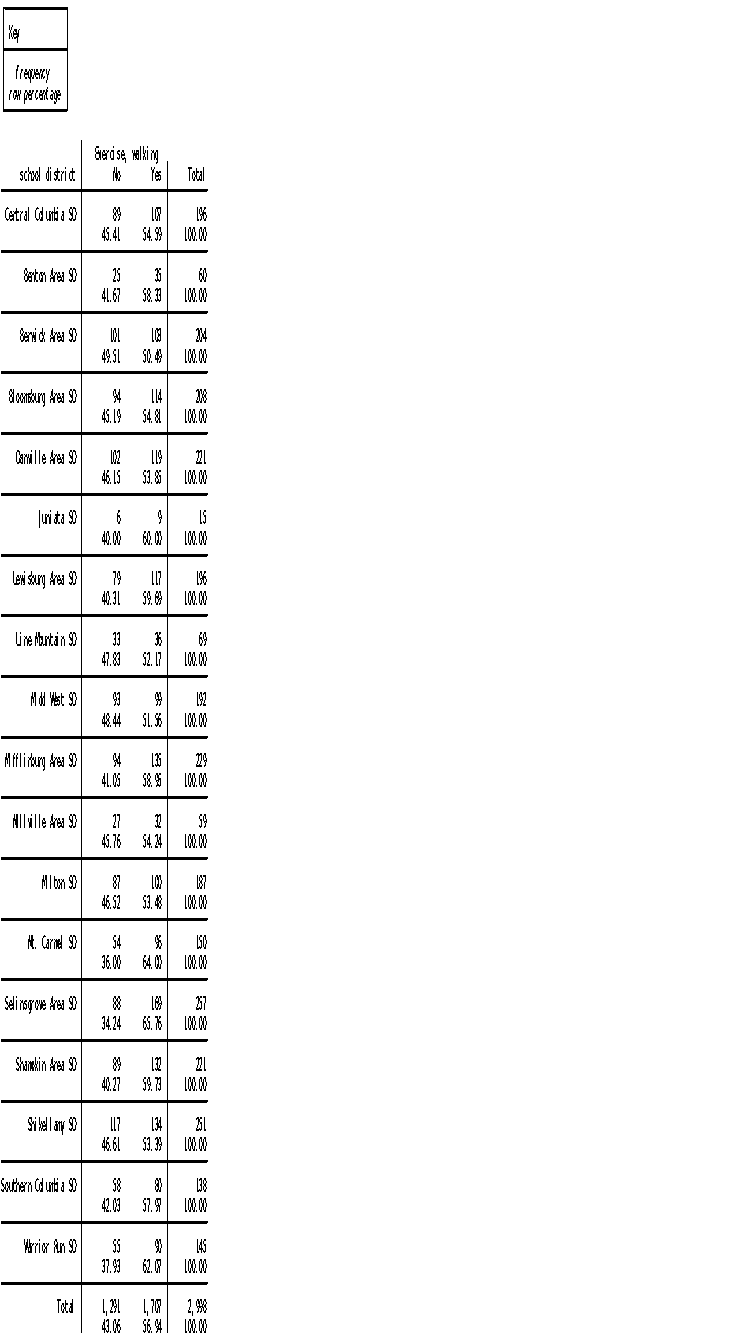 Key
frequency
row percentage
Exercise, walking
school district No Yes Total
Central Columbia SD 89 107 196
45.41 54.59 100.00
Benton Area SD 25 35 60
41.67 58.33 100.00
Berwick Area SD 101 103 204
49.51 50.49 100.00
Bloomsburg Area SD 94 114 208
45.19 54.81 100.00
Danville Area SD 102 119 221
46.15 53.85 100.00
Juniata SD 6 9 15
40.00 60.00 100.00
Lewisburg Area SD 79 117 196
40.31 59.69 100.00
Line Mountain SD 33 36 69
47.83 52.17 100.00
Midd West SD 93 99 192
48.44 51.56 100.00
Mifflinburg Area SD 94 135 229
41.05 58.95 100.00
Millville Area SD 27 32 59
45.76 54.24 100.00
Milton SD 87 100 187
46.52 53.48 100.00
Mt. Carmel SD 54 96 150
36.00 64.00 100.00
Selinsgrove Area SD 88 169 257
34.24 65.76 100.00
Shamokin Area SD 89 132 221
40.27 59.73 100.00
Shikellamy SD 117 134 251
46.61 53.39 100.00
Southern Columbia SD 58 80 138
42.03 57.97 100.00
Warrior Run SD 55 90 145
37.93 62.07 100.00
Total 1,291 1,707 2,998
43.06 56.94 100.00